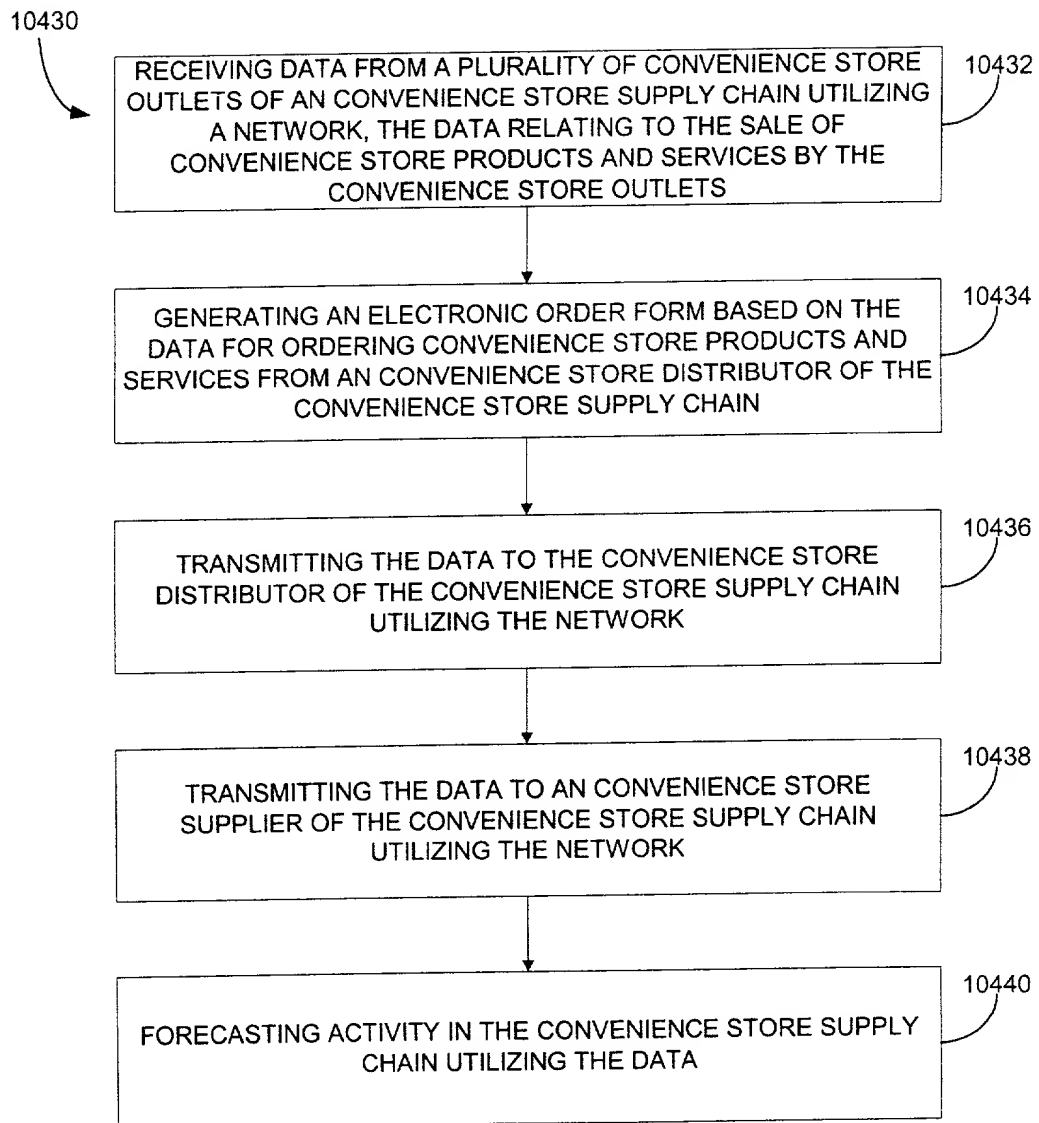 10430
RECEIVING DATA FROM A PLURALITY OF CONVENIENCE STORE
OUTLETS OF AN CONVENIENCE STORE SUPPLY CHAIN UTILIZING
A NETWORK, THE DATA RELATING TO THE SALE OF
CONVENIENCE STORE PRODUCTS AND SERVICES BY THE
CONVENIENCE STORE OUTLETS
10432
GENERATING AN ELECTRONIC ORDER FORM BASED ON THE
DATA FOR ORDERING CONVENIENCE STORE PRODUCTS AND
SERVICES FROM AN CONVENIENCE STORE DISTRIBUTOR OF THE
CONVENIENCE STORE SUPPLY CHAIN
10434
TRANSMITTING THE DATA TO THE CONVENIENCE STORE
DISTRIBUTOR OF THE CONVENIENCE STORE SUPPLY CHAIN
UTILIZING THE NETWORK
10436
TRANSMITTING THE DATA TO AN CONVENIENCE STORE
SUPPLIER OF THE CONVENIENCE STORE SUPPLY CHAIN
UTILIZING THE NETWORK
10438
FORECASTING ACTIVITY IN THE CONVENIENCE STORE SUPPLY
CHAIN UTILIZING THE DATA
10440